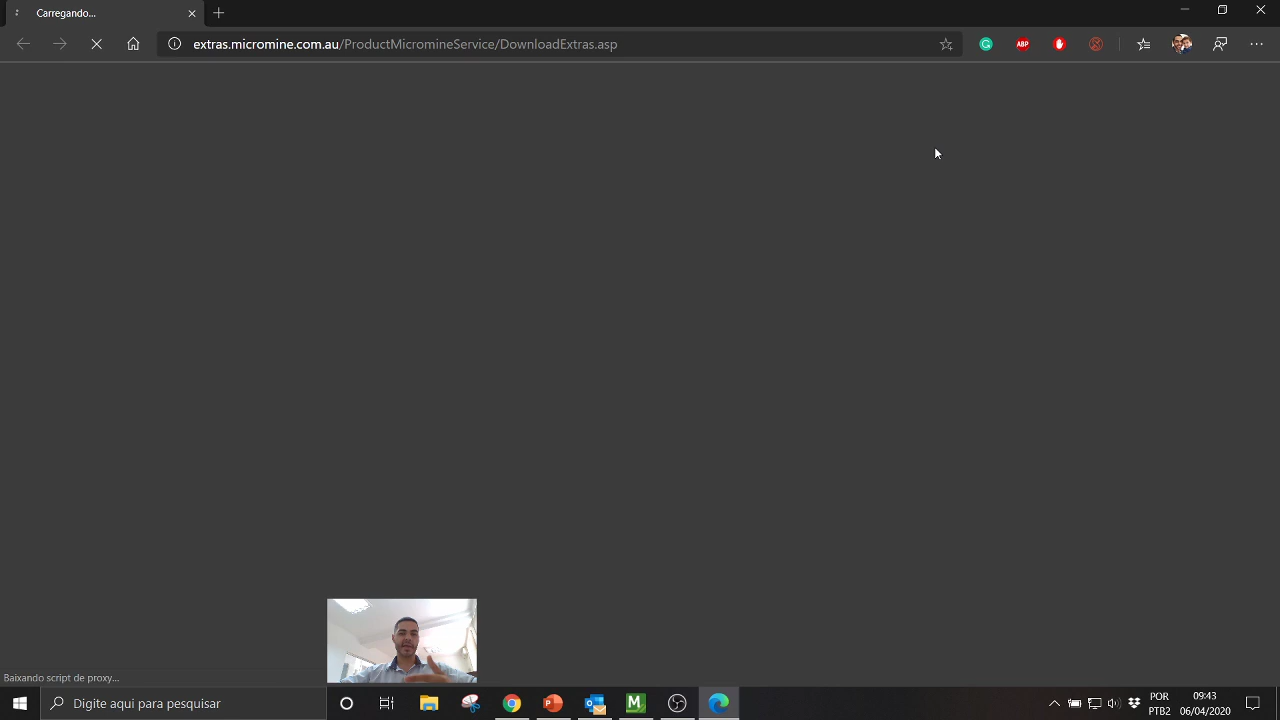 Carregando...
extras.micromine.com.au/ProductMicromineService/DownloadExtras.asp
ABP
Baixando script de proxy...
Digite aqui para pesquisar
POR
PTB2
09:43
06/04/2020